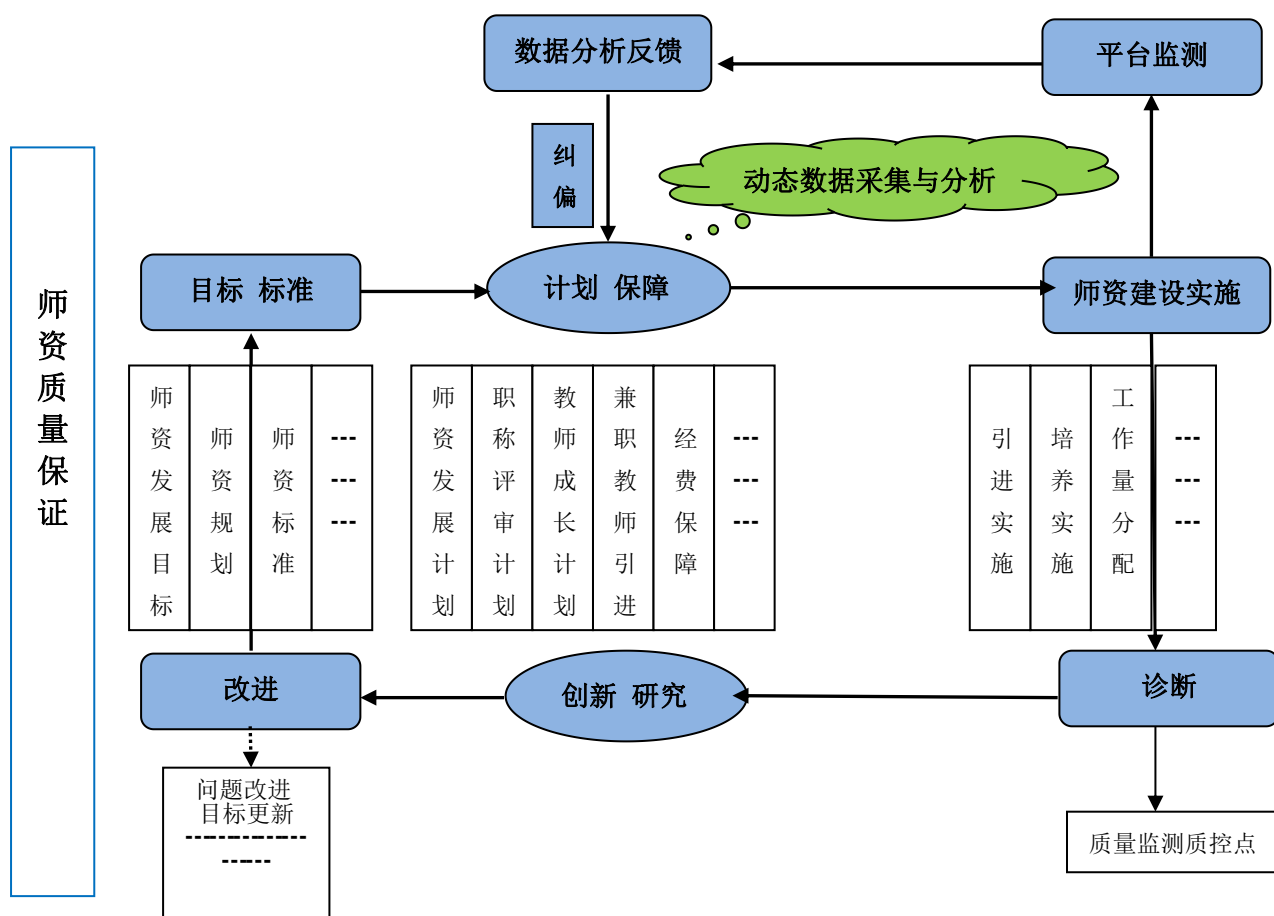 数据分析反馈
平台监测
纠偏
动态数据采集与分析
师资质量保证
目标 标准
计划 保障
师资建设实施
师资发展目标
师资规划
师资标准
---
---
---
师资发展计划
职称评审计划
教师成长计划
兼职教师引进
经费保障
---
---
---
引进实施
培养实施
工作量分配
---
---
---
改进
创新 研究
诊断
问题改进
目标更新
---------------
------
质量监测质控点